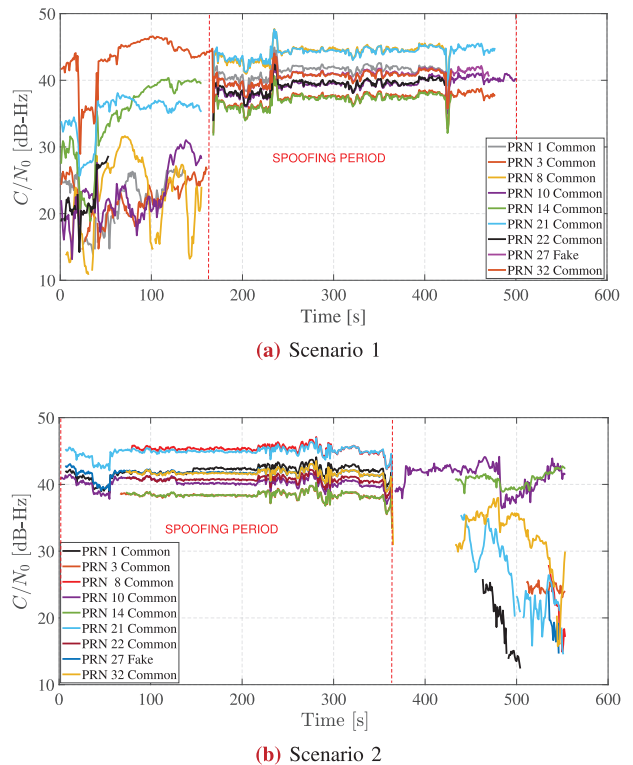 50
40
30
20
10
C/N0 [dB-Hz]
SPOOFING PERIOD
PRN 1 Common
PRN 3 Common
PRN 8 Common
PRN 10 Common
PRN 14 Common
PRN 21 Common
PRN 22 Common
PRN 27 Fake
PRN 32 Common
0 100 200 300 400 500 600
Time [s]
(a) Scenario 1
50
40
30
20
10
C/N0 [dB-Hz]
SPOOFING PERIOD
PRN 1 Common
PRN 3 Common
PRN 8 Common
PRN 10 Common
PRN 14 Common
PRN 21 Common
PRN 22 Common
PRN 27 Fake
PRN 32 Common
0 100 200 300 400 500 600
Time [s]
(b) Scenario 2